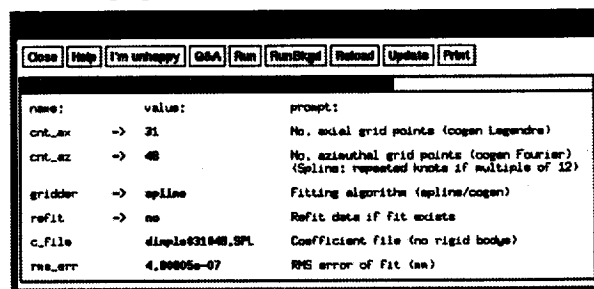 Close Help I'm unhappy Q&A Run RunBkgd Reload Update Print
name: value: prompt:
cnt_ax -> 31 No. axial grid points (cogen Legendre)
cnt_az -> 48 No. azimuthal grid points (cogen Fourier)
(Spline: repeated knots if multiple of 12)
gridder -> spline Fitting algorithm (spline/cogen)
refit -> no Refit data if fit exists
c_file .SPL Coefficient file (no rigid bodys)
rms_err RMS error of fit (mm)